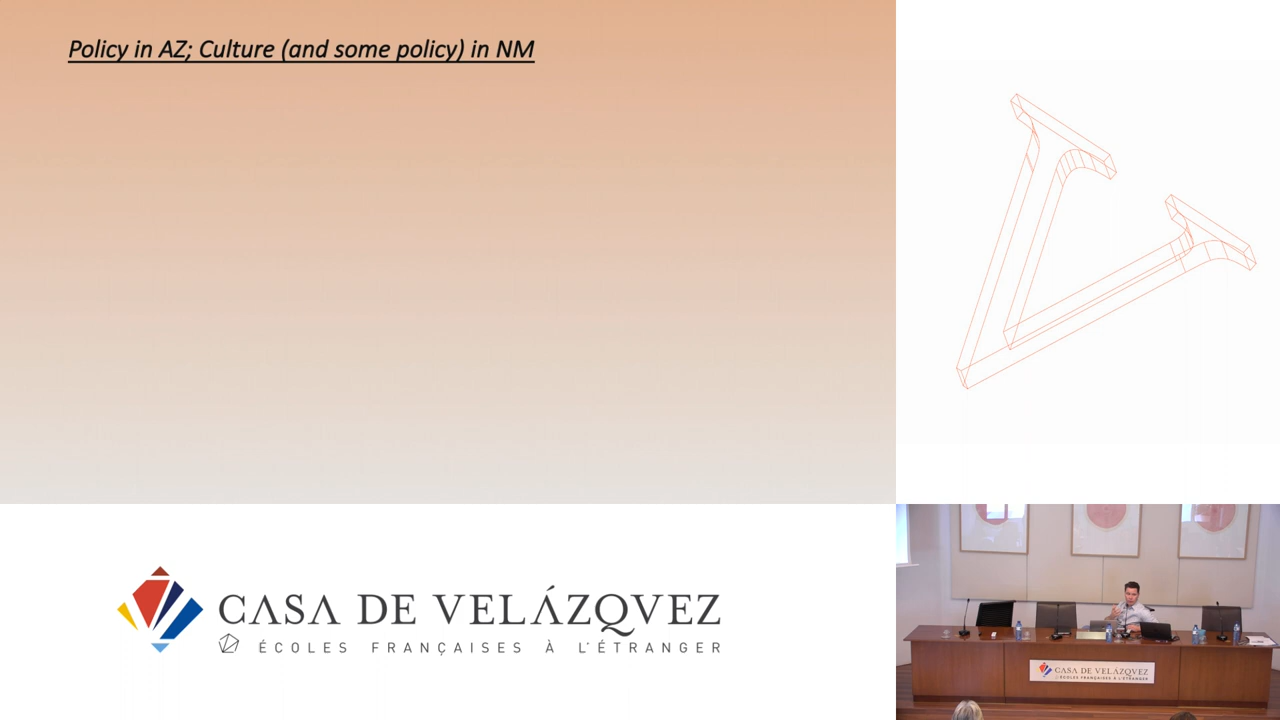 Policy in AZ; Culture (and some policy) in NM
CASA DE VELÁZQVEZ
ÉCOLES FRANÇAISES À L'ÉTRANGER
CASA DE VELÁZQVEZ
ÉCOLES FRANÇAISES À L'ÉTRANGER